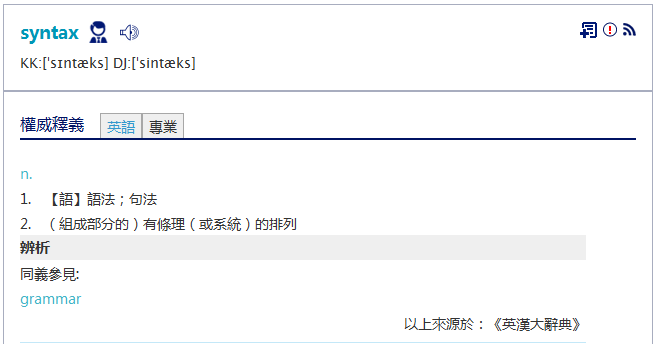 syntax
KK:[ˈsɪntæks] DJ:[ˈsintæks]
權威釋義 英語 專業
n.
1. 【語】語法；句法
2. （組成部分的）有條理（或系統）的排列
辨析
同義參見:
grammar
以上來源於：《英漢大辭典》